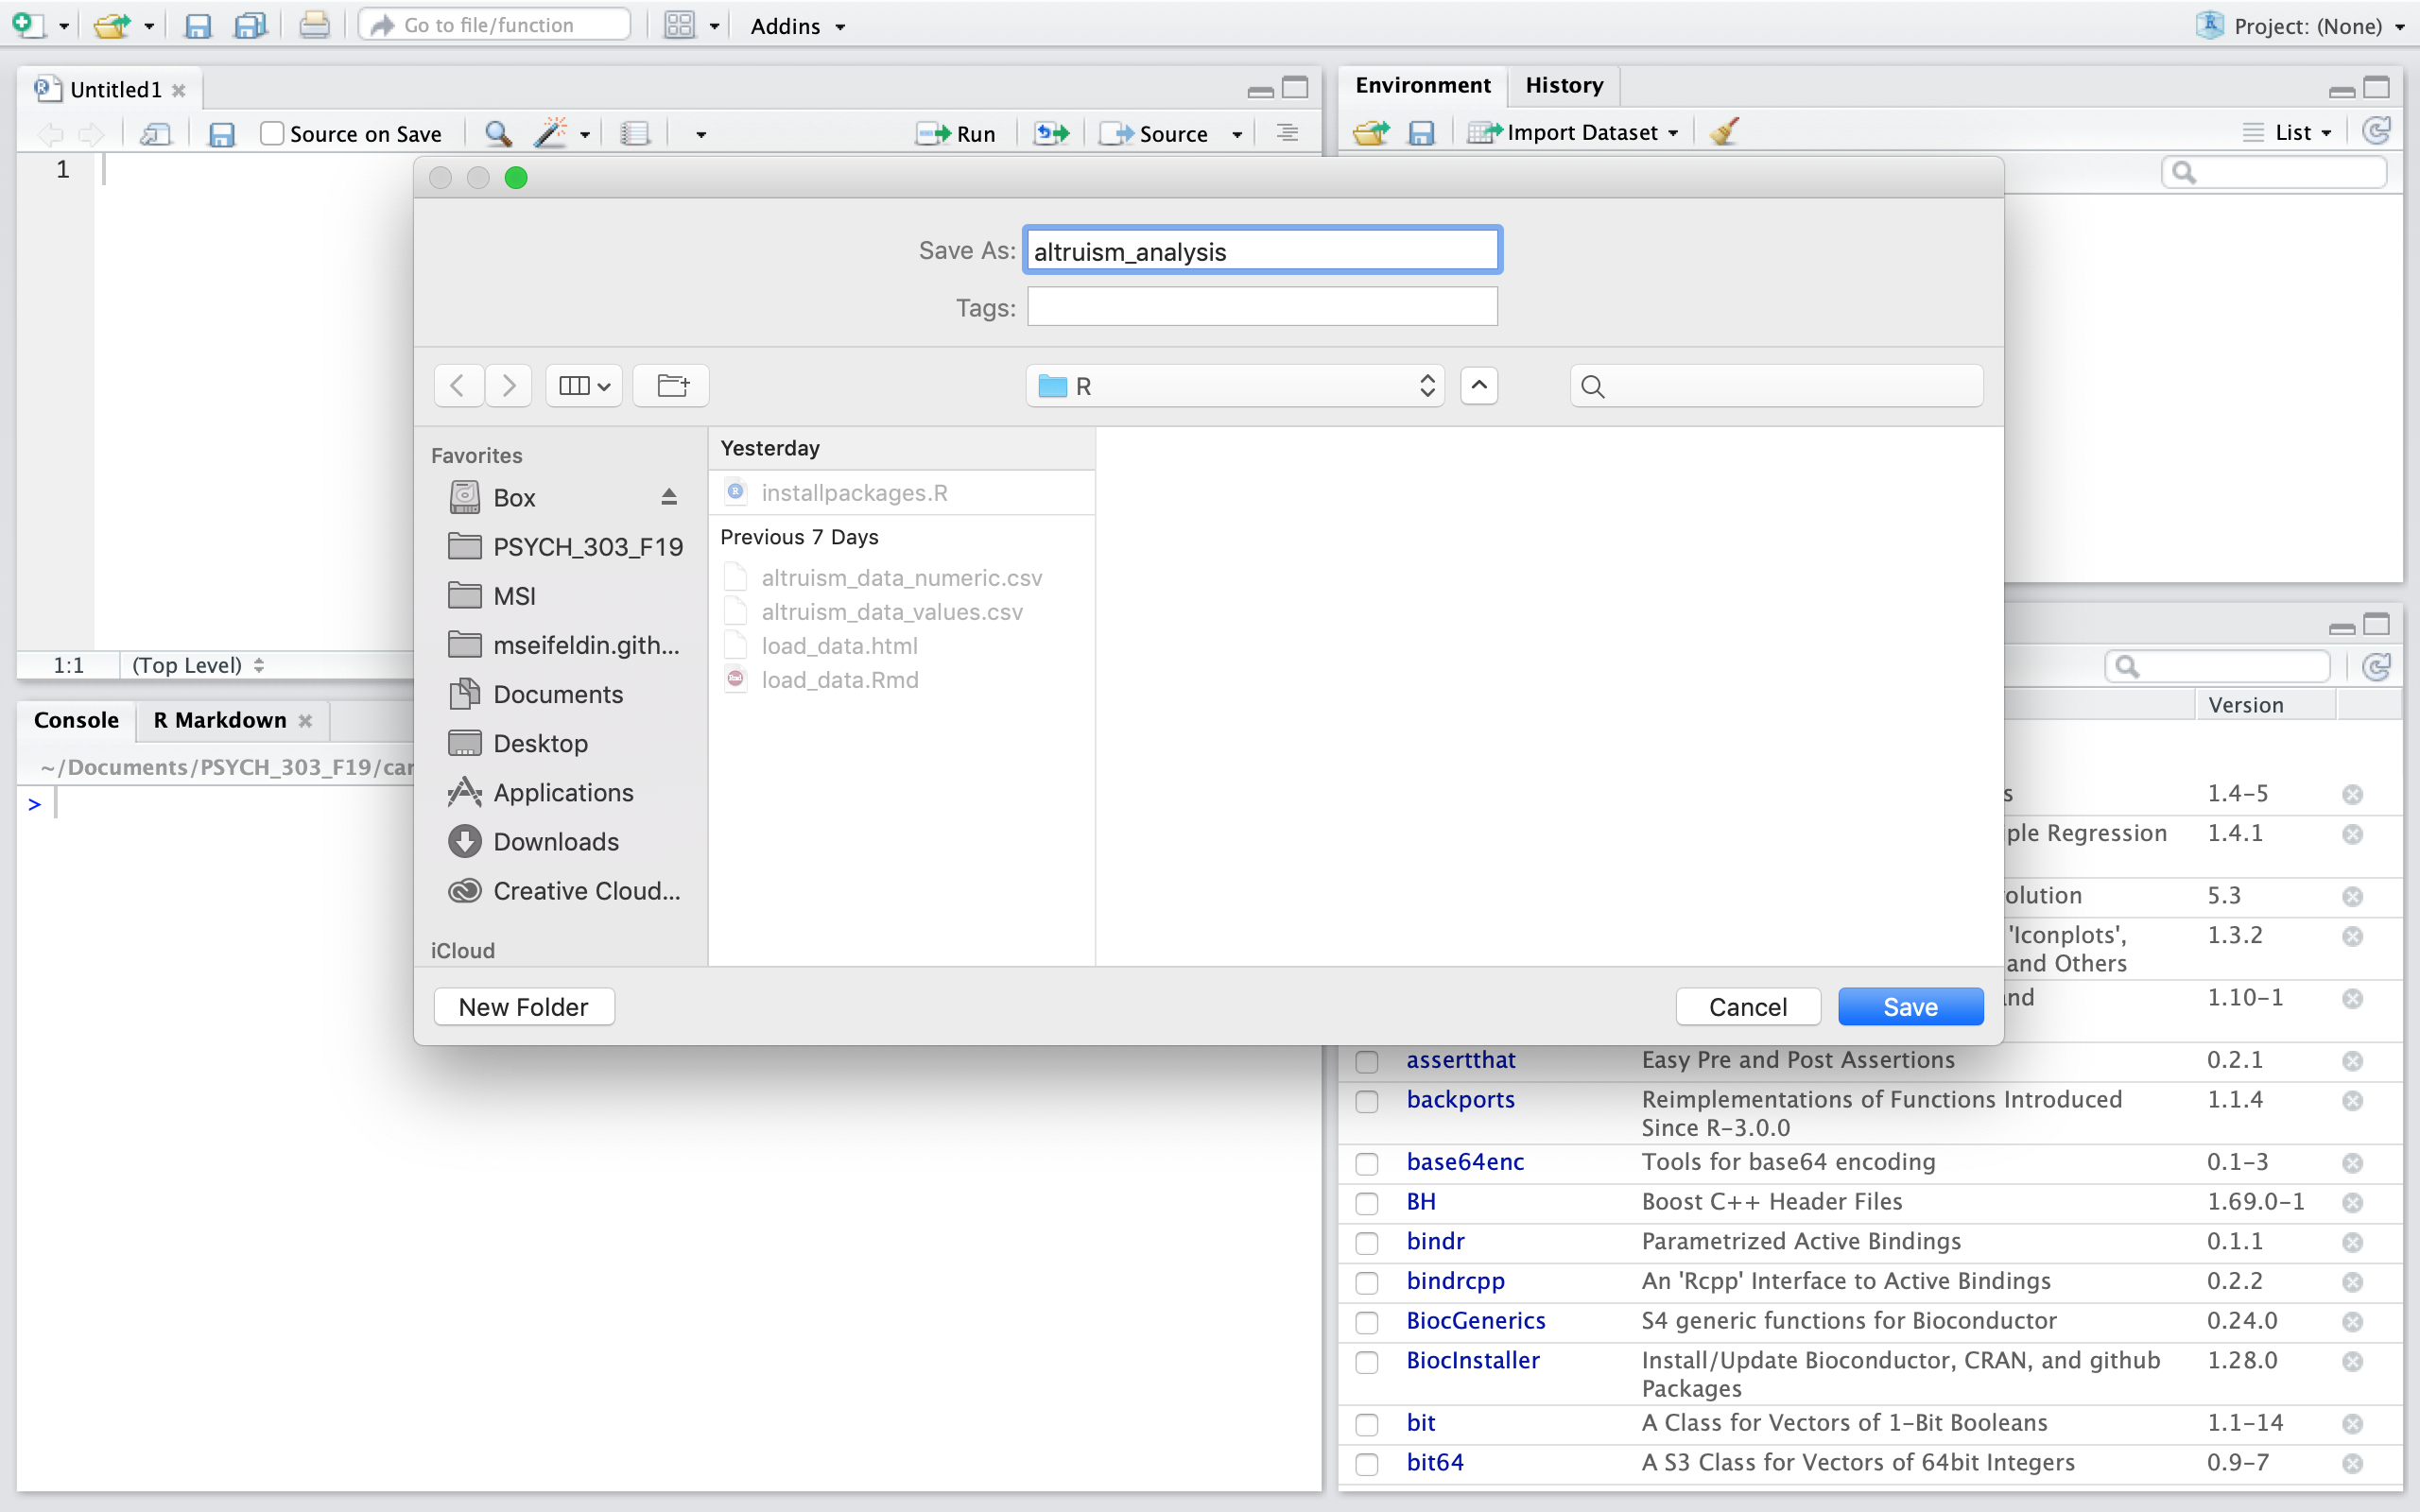 Go to file/function
Addins
Project: (None)
Untitled1
Source on Save
Run
Source
1
1:1
(Top Level)
Environment
History
Import Dataset
List
Save As:
altruism_analysis
Tags:
R
Favorites
Box
PSYCH_303_F19
MSI
mseifeldin.gith...
Documents
Desktop
Applications
Downloads
Creative Cloud...
iCloud
Yesterday
installpackages.R
Previous 7 Days
altruism_data_numeric.csv
altruism_data_values.csv
load_data.html
load_data.Rmd
New Folder
Cancel
Save
Console
R Markdown
~/Documents/PSYCH_303_F19/car
>
Version
s 1.4-5
ple Regression 1.4.1
olution 5.3
'Iconplots', 1.3.2
and Others
nd 1.10-1
assertthat Easy Pre and Post Assertions 0.2.1
backports Reimplementations of Functions Introduced 1.1.4
Since R-3.0.0
base64enc Tools for base64 encoding 0.1-3
BH Boost C++ Header Files 1.69.0-1
bindr Parametrized Active Bindings 0.1.1
bindrcpp An 'Rcpp' Interface to Active Bindings 0.2.2
BiocGenerics S4 generic functions for Bioconductor 0.24.0
BiocInstaller Install/Update Bioconductor, CRAN, and github 1.28.0
Packages
bit A Class for Vectors of 1-Bit Booleans 1.1-14
bit64 A S3 Class for Vectors of 64bit Integers 0.9-7